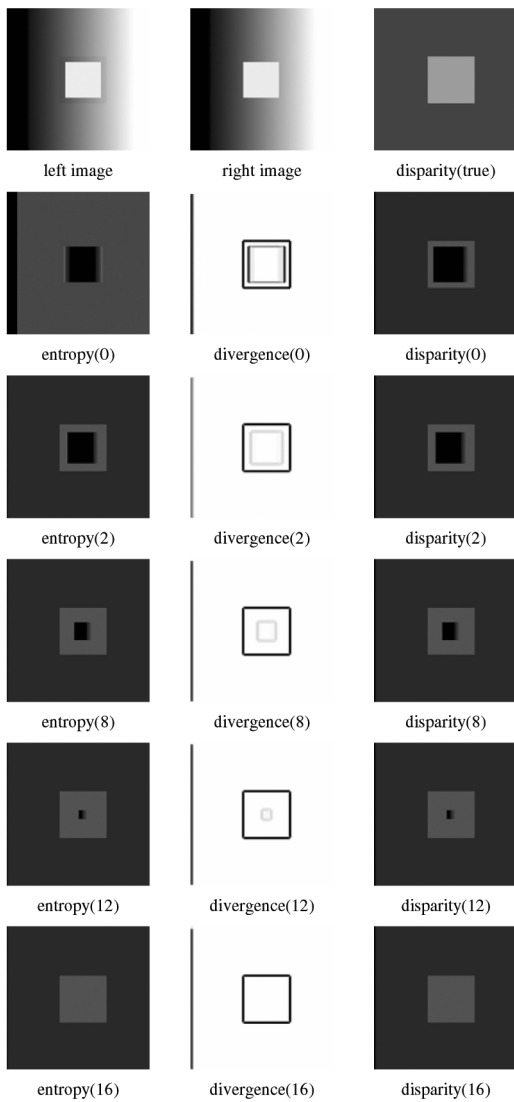 left image right image disparity(true)
entropy(0) divergence(0) disparity(0)
entropy(2) divergence(2) disparity(2)
entropy(8) divergence(8) disparity(8)
entropy(12) divergence(12) disparity(12)
entropy(16) divergence(16) disparity(16)